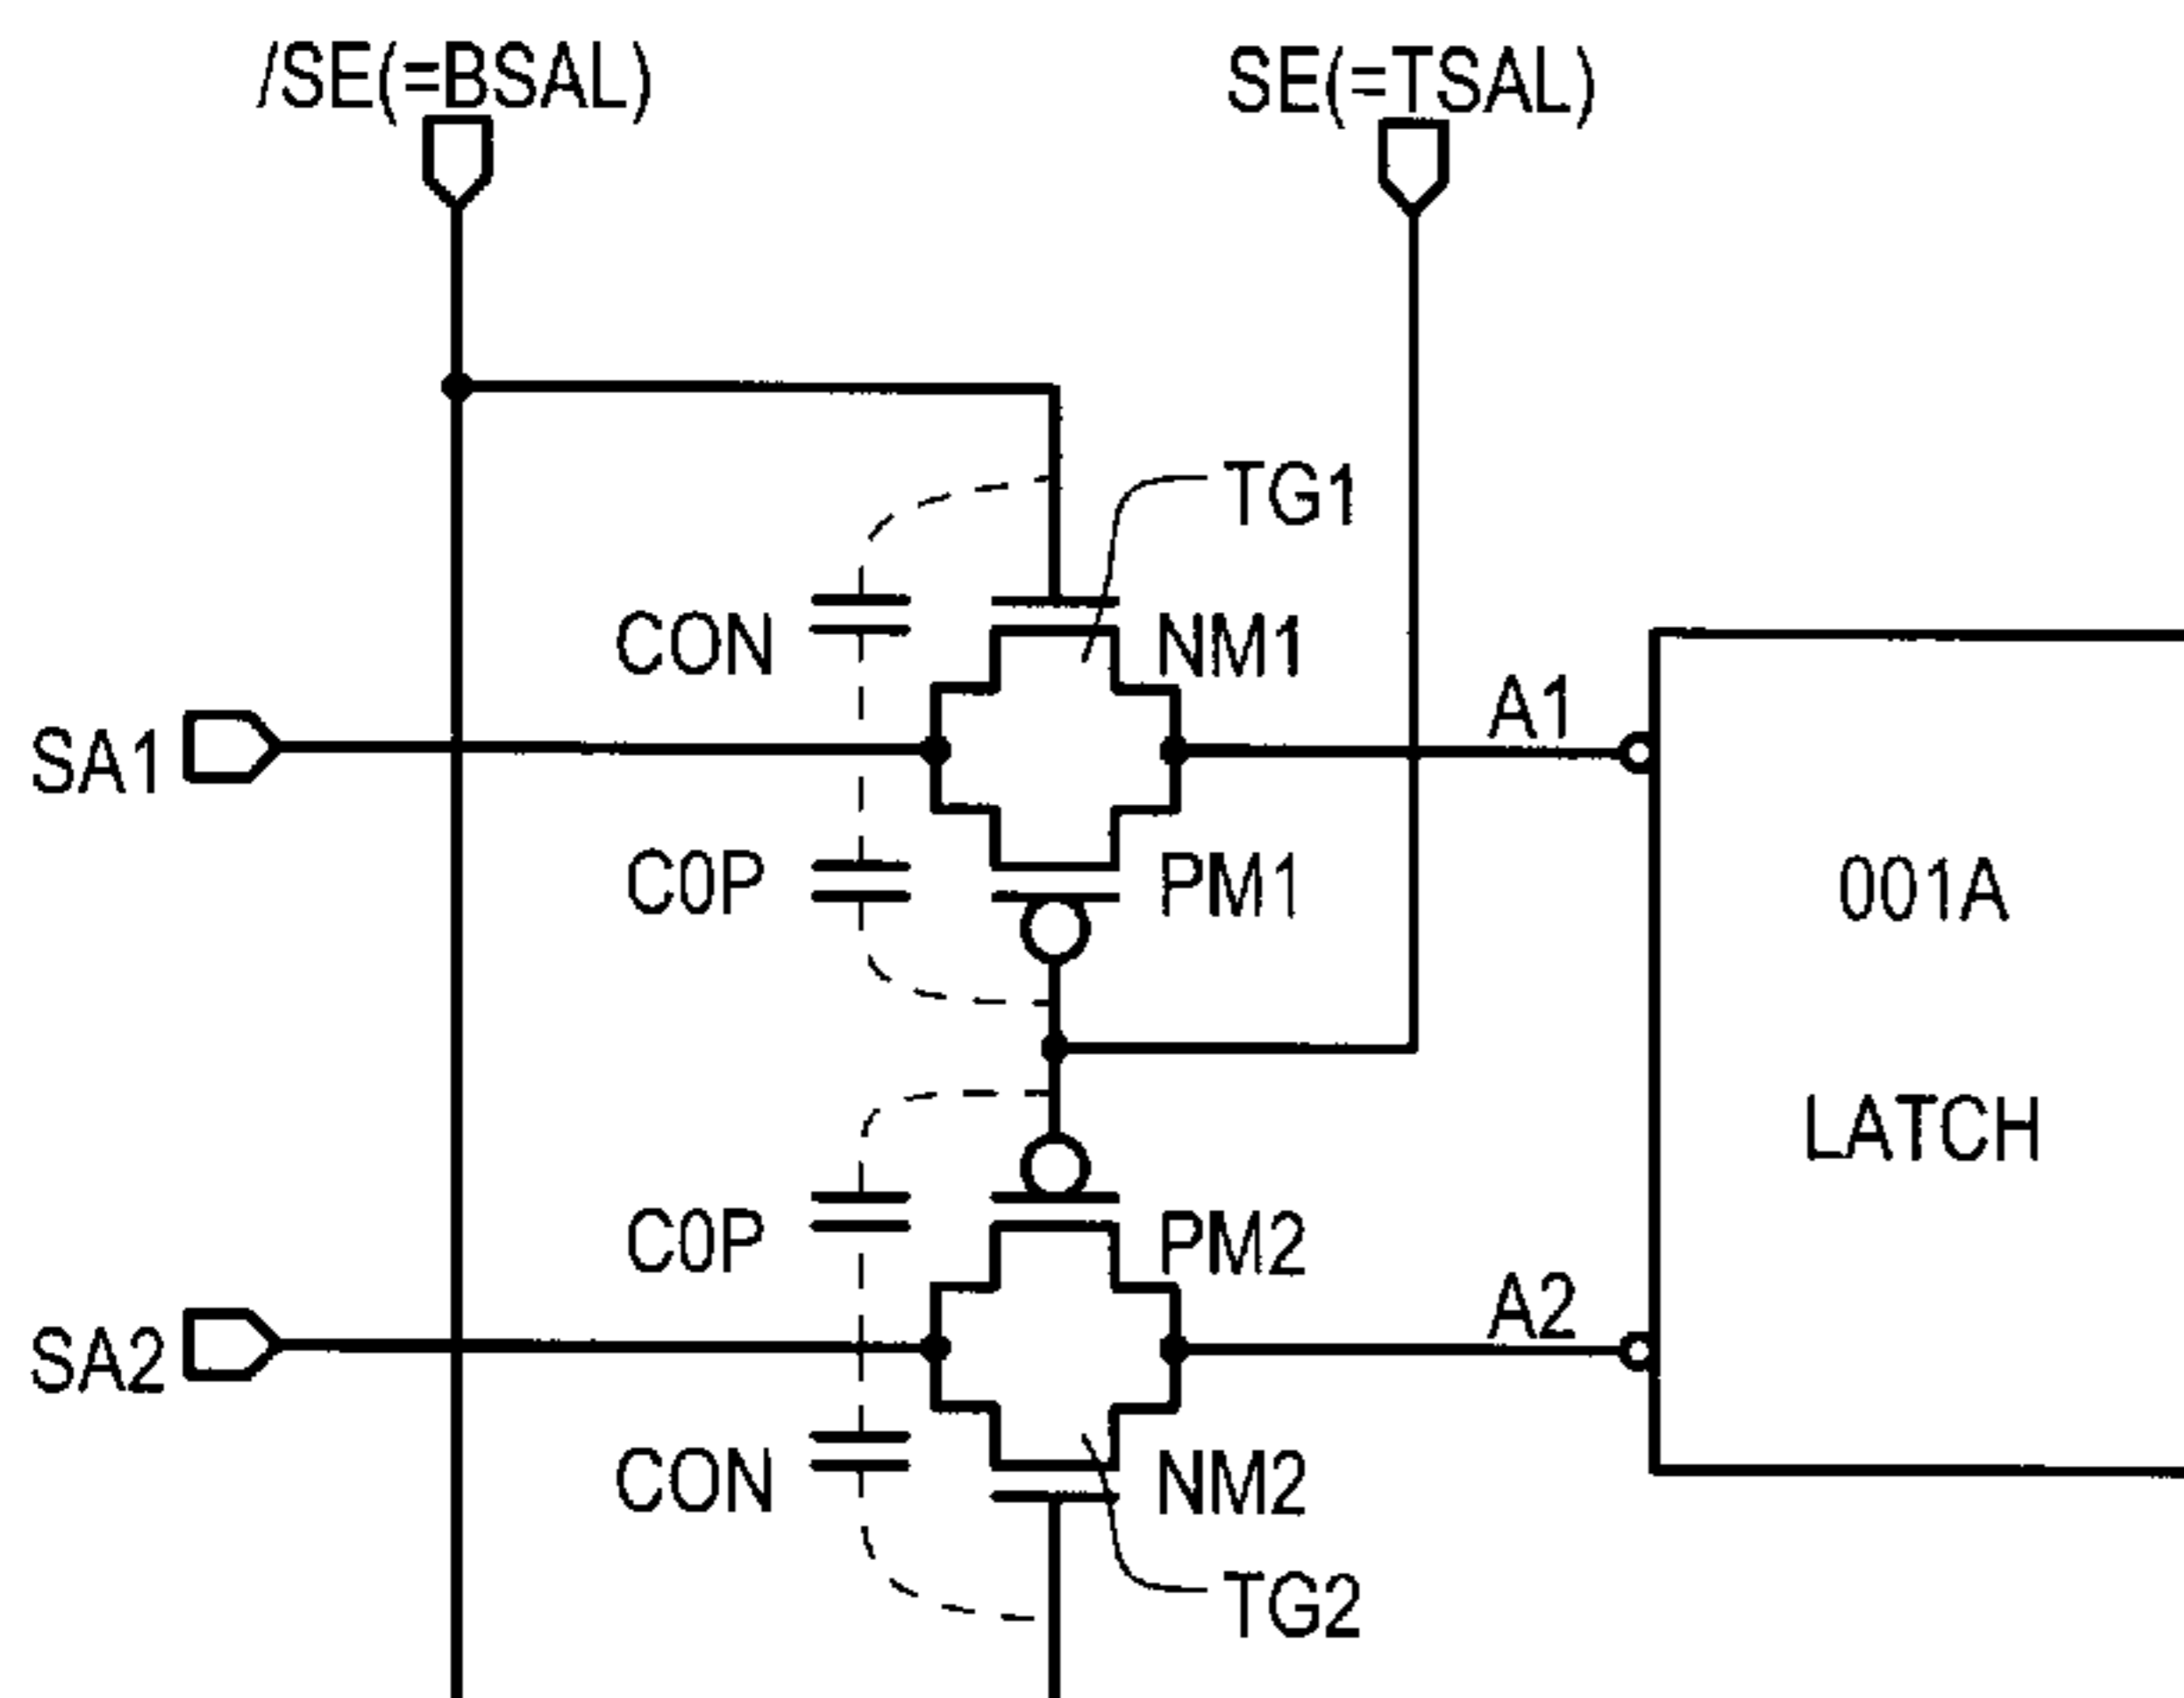 /SE(=BSAL)
SE(=TSAL)
TG1
CON
NM1
A1
SA1
C0P
PM1
001A
LATCH
C0P
PM2
A2
SA2
CON
NM2
TG2